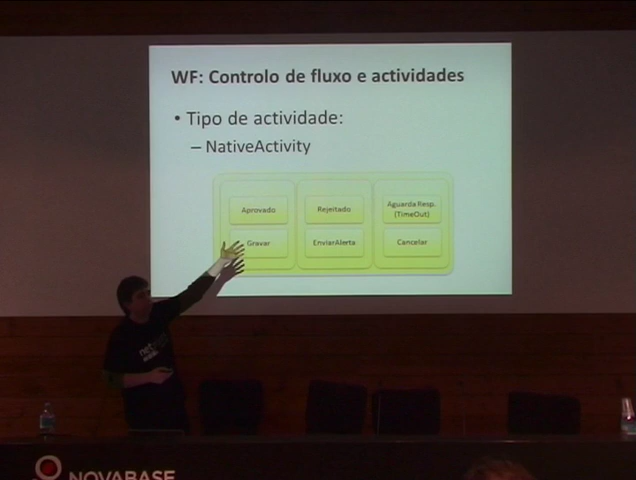 WF: Controlo de fluxo e actividades
• Tipo de actividade:
– NativeActivity
Aprovado
Rejeitado
Aguarda Resp.
(TimeOut)
Gravar
EnviarAlerta
Cancelar
NOVABASE